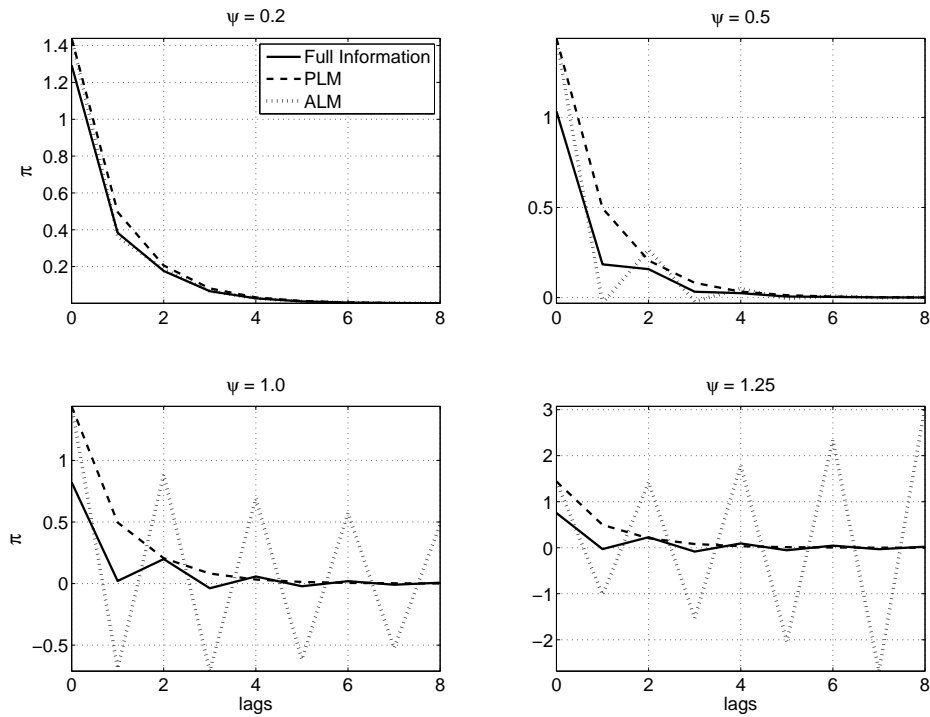 ψ = 0.2
1.4
1.2
1
0.8
0.6
0.4
0.2
π
0 2 4 6 8
Full Information
PLM
ALM
ψ = 0.5
1
0.5
0
0 2 4 6 8
ψ = 1.0
1
0.5
0
−0.5
π
0 2 4 6 8
lags
ψ = 1.25
3
2
1
0
−1
−2
0 2 4 6 8
lags